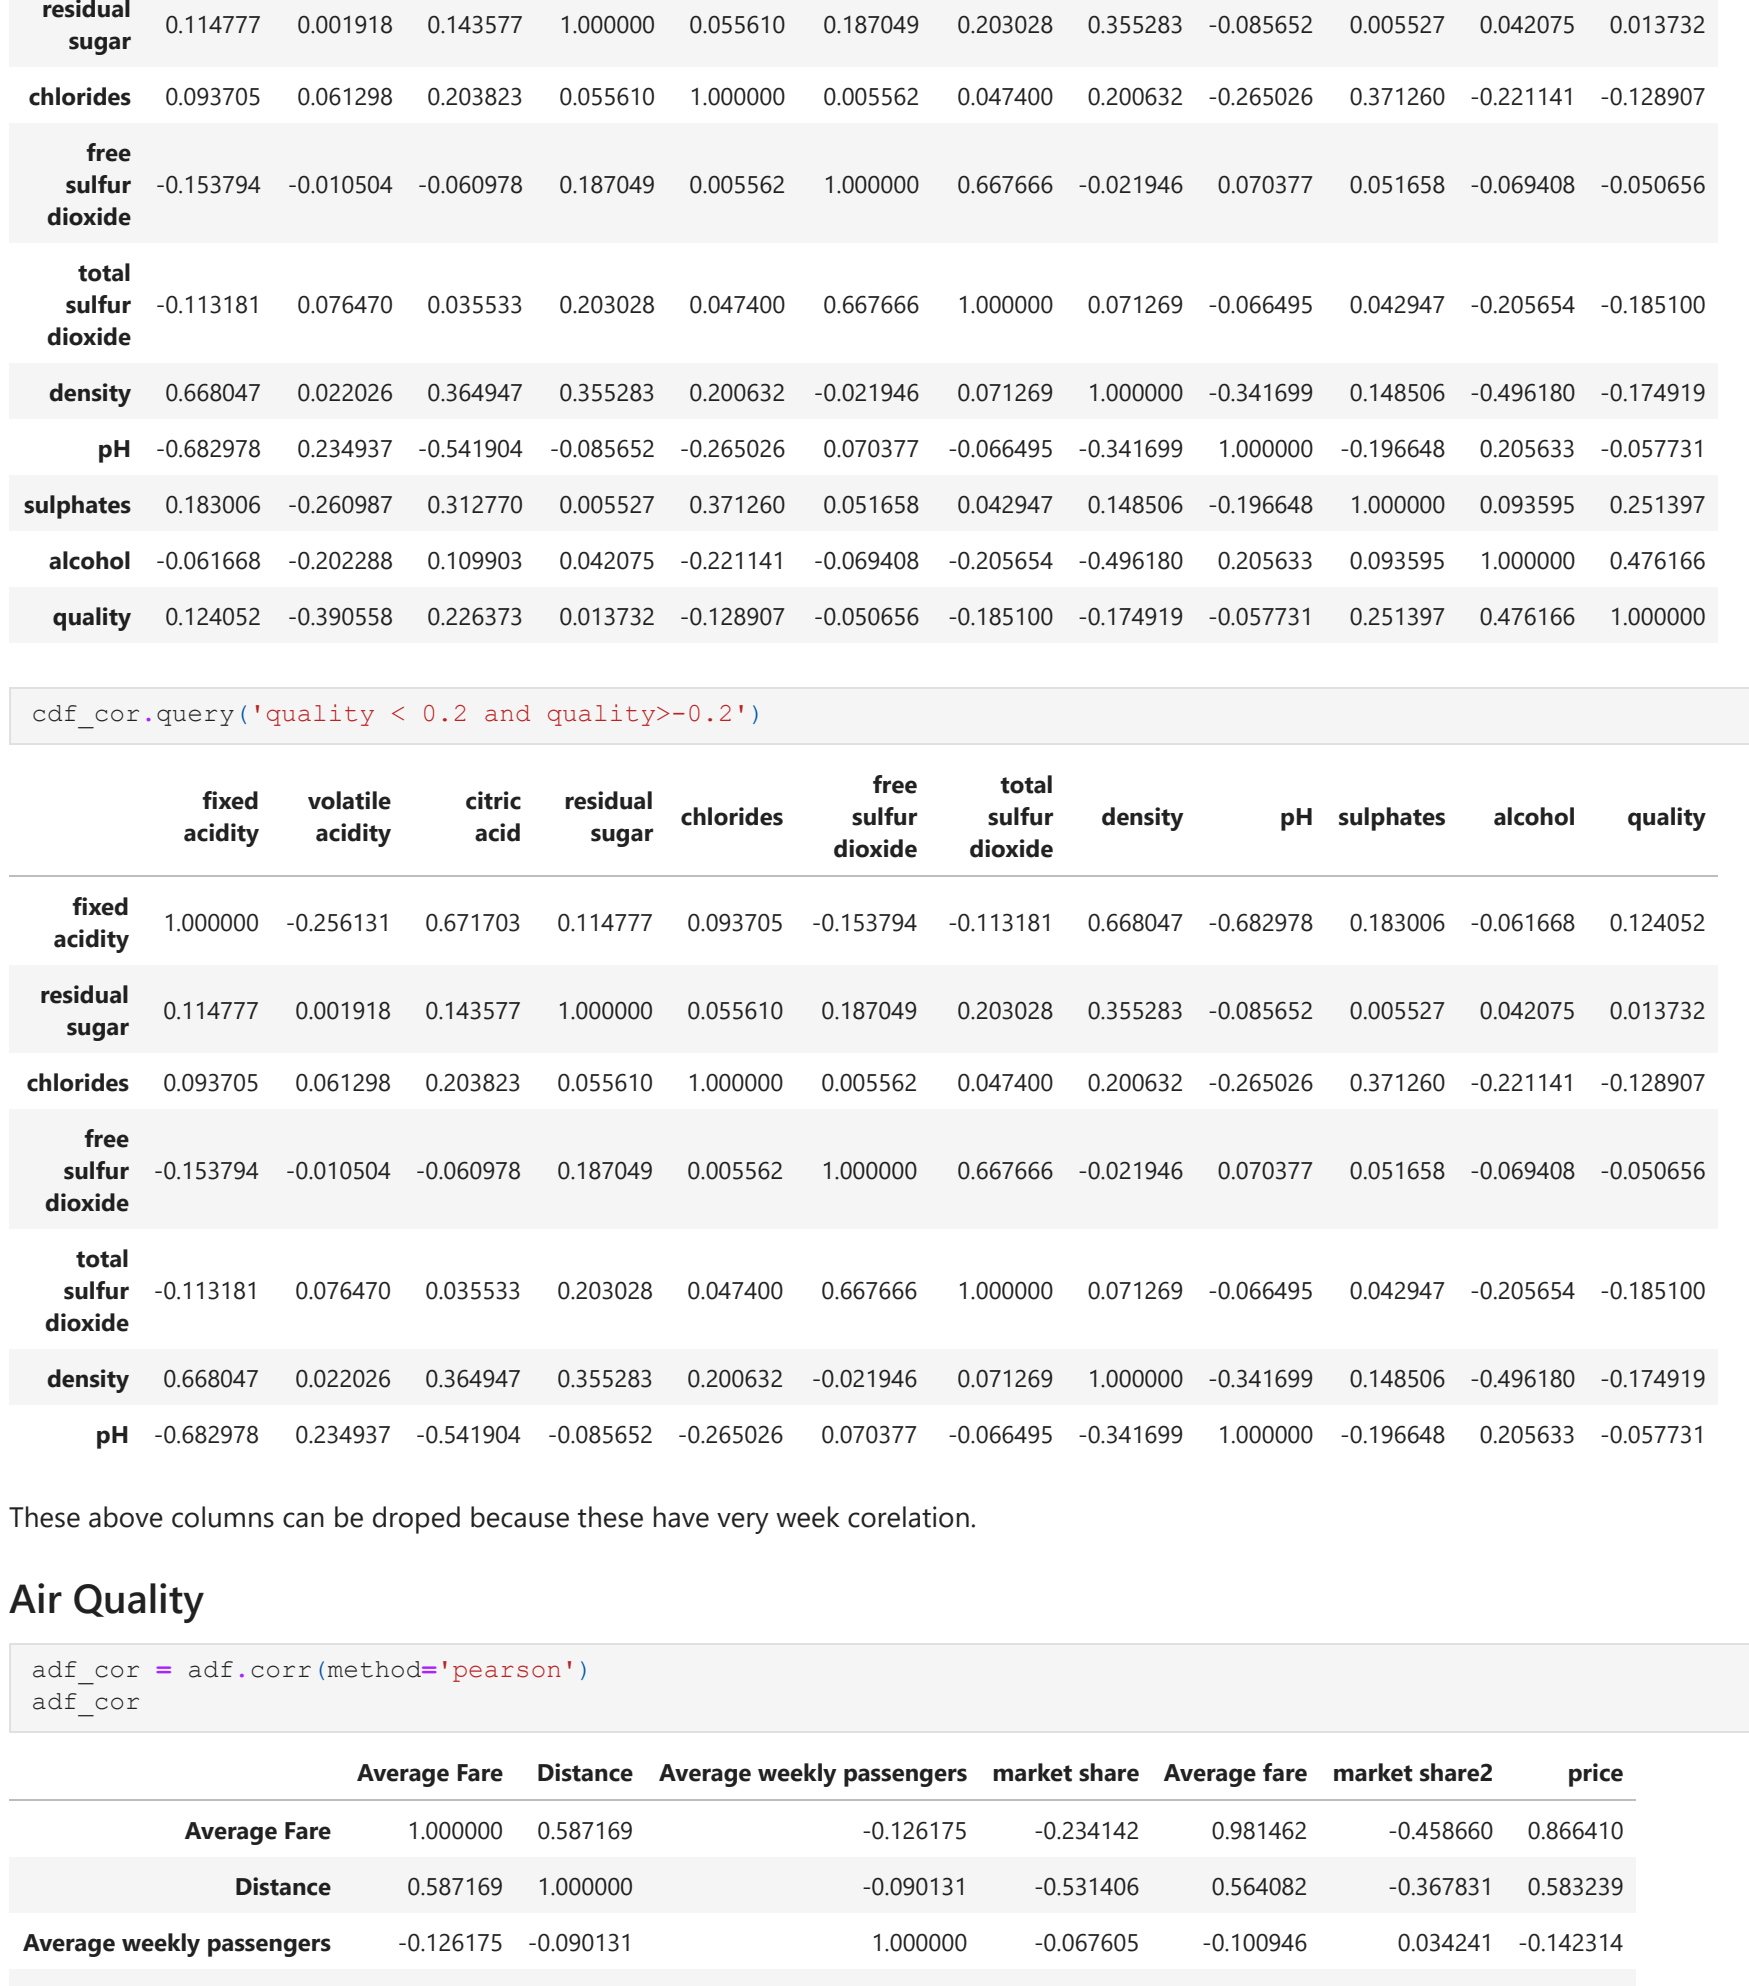 residual
sugar 0.114777 0.001918 0.143577 1.000000 0.055610 0.187049 0.203028 0.355283 -0.085652 0.005527 0.042075 0.013732
chlorides 0.093705 0.061298 0.203823 0.055610 1.000000 0.005562 0.047400 0.200632 -0.265026 0.371260 -0.221141 -0.128907
free
sulfur
dioxide -0.153794 -0.010504 -0.060978 0.187049 0.005562 1.000000 0.667666 -0.021946 0.070377 0.051658 -0.069408 -0.050656
total
sulfur
dioxide -0.113181 0.076470 0.035533 0.203028 0.047400 0.667666 1.000000 0.071269 -0.066495 0.042947 -0.205654 -0.185100
density 0.668047 0.022026 0.364947 0.355283 0.200632 -0.021946 0.071269 1.000000 -0.341699 0.148506 -0.496180 -0.174919
pH -0.682978 0.234937 -0.541904 -0.085652 -0.265026 0.070377 -0.066495 -0.341699 1.000000 -0.196648 0.205633 -0.057731
sulphates 0.183006 -0.260987 0.312770 0.005527 0.371260 0.051658 0.042947 0.148506 -0.196648 1.000000 0.093595 0.251397
alcohol -0.061668 -0.202288 0.109903 0.042075 -0.221141 -0.069408 -0.205654 -0.496180 0.205633 0.093595 1.000000 0.476166
quality 0.124052 -0.390558 0.226373 0.013732 -0.128907 -0.050656 -0.185100 -0.174919 -0.057731 0.251397 0.476166 1.000000
cdf_cor.query('quality < 0.2 and quality>-0.2')
fixed acidity volatile acidity citric acid residual sugar chlorides free sulfur dioxide total sulfur dioxide density pH sulphates alcohol quality
fixed
acidity 1.000000 -0.256131 0.671703 0.114777 0.093705 -0.153794 -0.113181 0.668047 -0.682978 0.183006 -0.061668 0.124052
residual
sugar 0.114777 0.001918 0.143577 1.000000 0.055610 0.187049 0.203028 0.355283 -0.085652 0.005527 0.042075 0.013732
chlorides 0.093705 0.061298 0.203823 0.055610 1.000000 0.005562 0.047400 0.200632 -0.265026 0.371260 -0.221141 -0.128907
free
sulfur
dioxide -0.153794 -0.010504 -0.060978 0.187049 0.005562 1.000000 0.667666 -0.021946 0.070377 0.051658 -0.069408 -0.050656
total
sulfur
dioxide -0.113181 0.076470 0.035533 0.203028 0.047400 0.667666 1.000000 0.071269 -0.066495 0.042947 -0.205654 -0.185100
density 0.668047 0.022026 0.364947 0.355283 0.200632 -0.021946 0.071269 1.000000 -0.341699 0.148506 -0.496180 -0.174919
pH -0.682978 0.234937 -0.541904 -0.085652 -0.265026 0.070377 -0.066495 -0.341699 1.000000 -0.196648 0.205633 -0.057731
These above columns can be droped because these have very week corelation.
Air Quality
adf_cor = adf.corr(method='pearson')
adf_cor
Average Fare Distance Average weekly passengers market share Average fare market share2 price
Average Fare 1.000000 0.587169 -0.126175 -0.234142 0.981462 -0.458660 0.866410
Distance 0.587169 1.000000 -0.090131 -0.531406 0.564082 -0.367831 0.583239
Average weekly passengers -0.126175 -0.090131 1.000000 -0.067605 -0.100946 0.034241 -0.142314